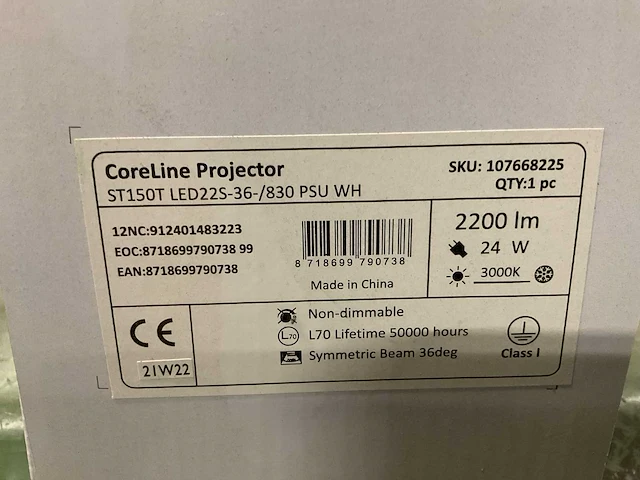 CoreLine Projector
ST150T LED22S-36-/830 PSU WH
SKU: 107668225
QTY:1 pc
12NC:912401483223
EOC:8718699790738 99
EAN:8718699790738
8 718699 790738
Made in China
2200 lm
24 W
3000K
CE
21W22
Non-dimmable
L70 L70 Lifetime 50000 hours
Symmetric Beam 36deg
Class I